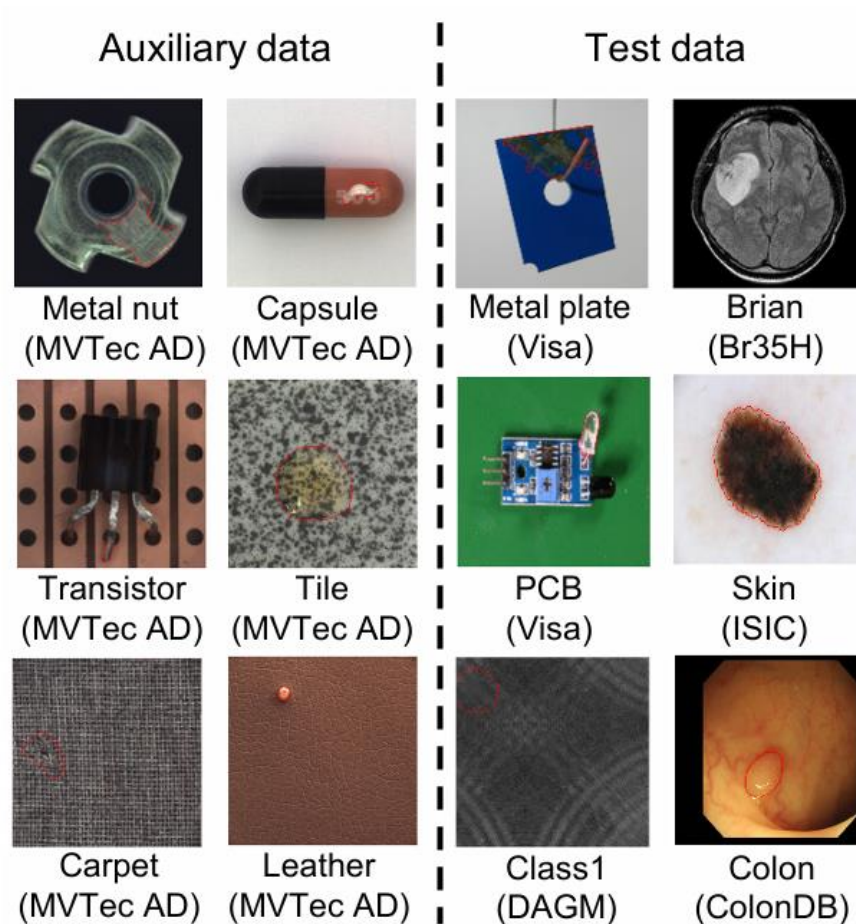 Auxiliary data
Test data
Metal nut
(MVTec AD)
Capsule
(MVTec AD)
Metal plate
(Visa)
Brian
(Br35H)
Transistor
(MVTec AD)
Tile
(MVTec AD)
PCB
(Visa)
Skin
(ISIC)
Carpet
(MVTec AD)
Leather
(MVTec AD)
Class1
(DAGM)
Colon
(ColonDB)